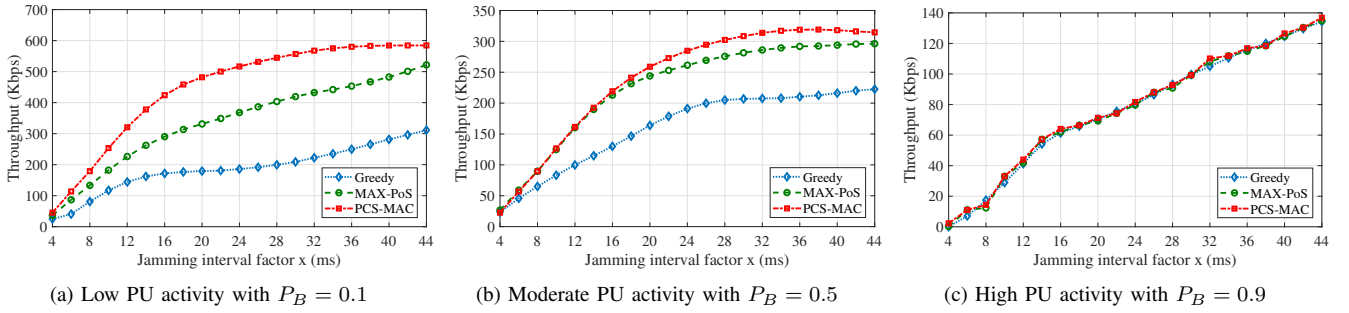 700
600
500
400
300
200
100
0
Throughput (Kbps)
4 8 12 16 20 24 28 32 36 40 44
Jamming interval factor x (ms)
Greedy
MAX-PoS
PCS-MAC
(a) Low PU activity with P_B = 0.1
350
300
250
200
150
100
50
0
Throughput (Kbps)
4 8 12 16 20 24 28 32 36 40 44
Jamming interval factor x (ms)
Greedy
MAX-PoS
PCS-MAC
(b) Moderate PU activity with P_B = 0.5
140
120
100
80
60
40
20
0
Throughput (Kbps)
4 8 12 16 20 24 28 32 36 40 44
Jamming interval factor x (ms)
Greedy
MAX-PoS
PCS-MAC
(c) High PU activity with P_B = 0.9